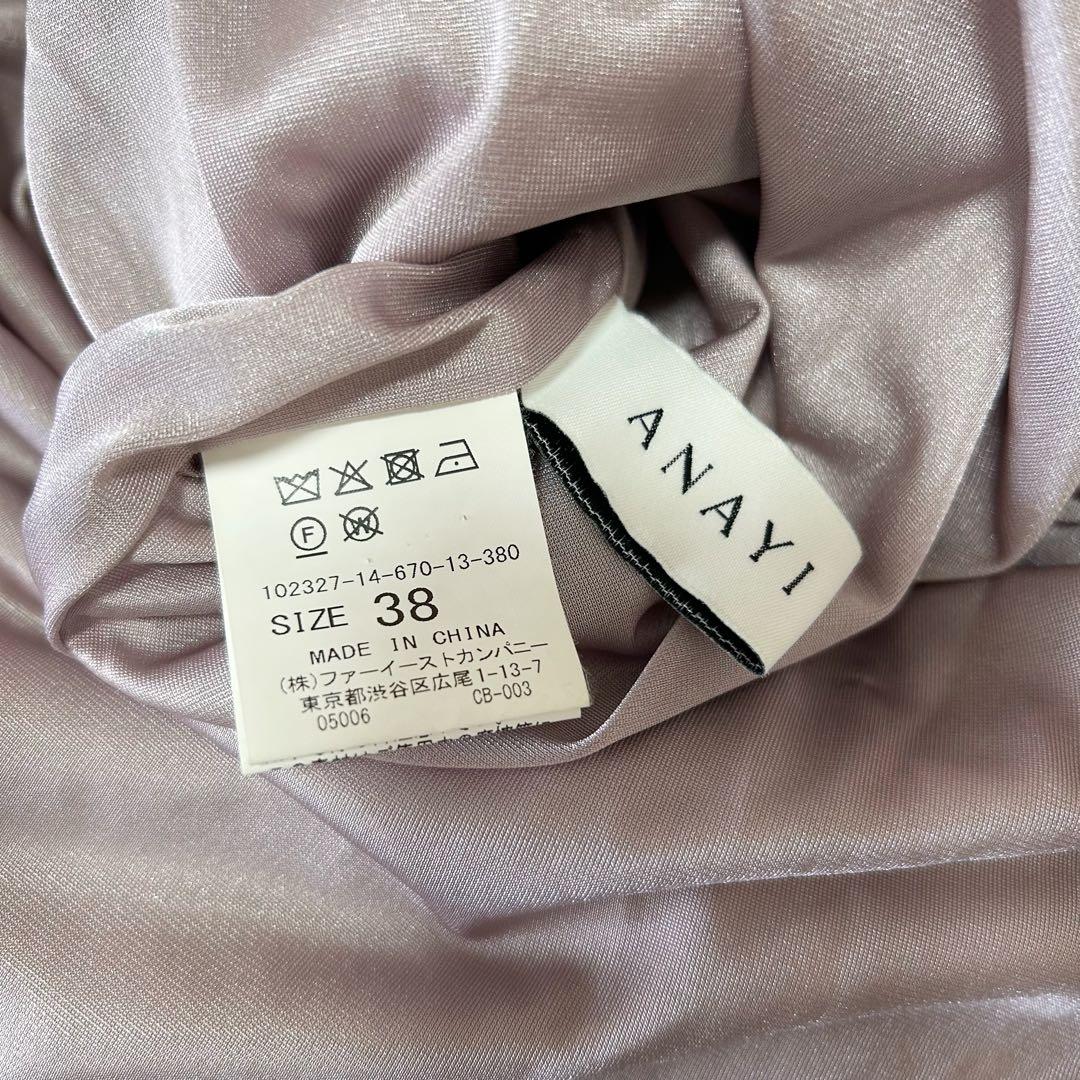 F W
102327-14-670-13-380
SIZE 38
MADE IN CHINA
(株)ファーイーストカンパニー
東京都渋谷区広尾1-13-7
05006 CB-003
ANAYI